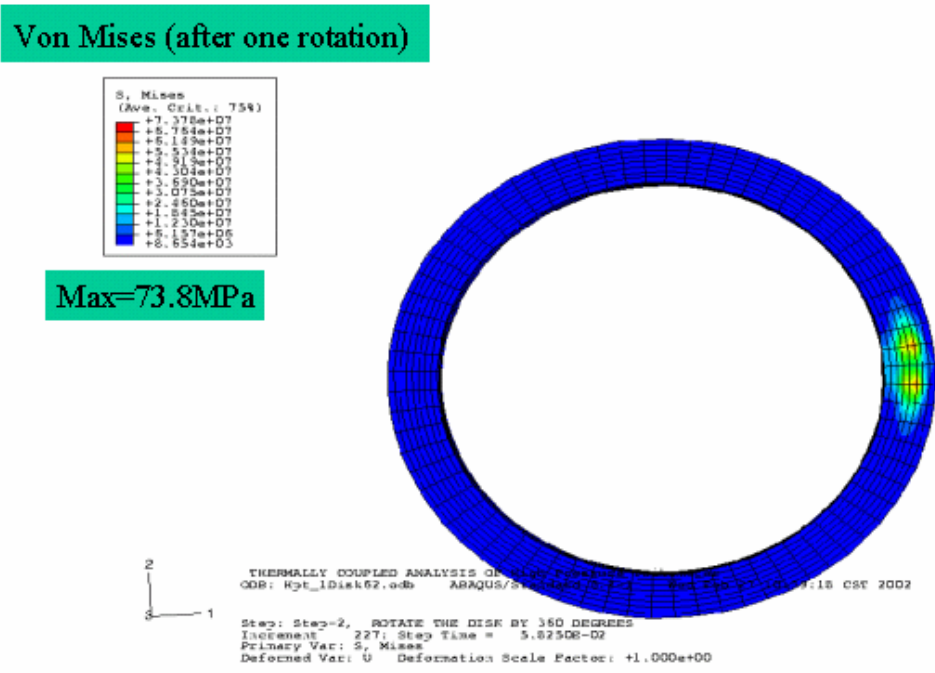 Von Mises (after one rotation)
S, Mises
(Ave. Crit.: 75%)
+7.378e+07
+6.764e+07
+6.149e+07
+5.534e+07
+4.919e+07
+4.304e+07
+3.690e+07
+3.075e+07
+2.460e+07
+1.845e+07
+1.230e+07
+6.157e+06
+8.654e+03
Max=73.8MPa
2
3 1
THERMALLY COUPLED ANALYSIS OF
ODB: Hpt_1Disk62.odb ABAQUS/Standard :18 CST 2002
Step: Step-2, ROTATE THE DISK BY 360 DEGREES
Increment 227: Step Time = 5.8250E-02
Primary Var: S, Mises
Deformed Var: U Deformation Scale Factor: +1.000e+00